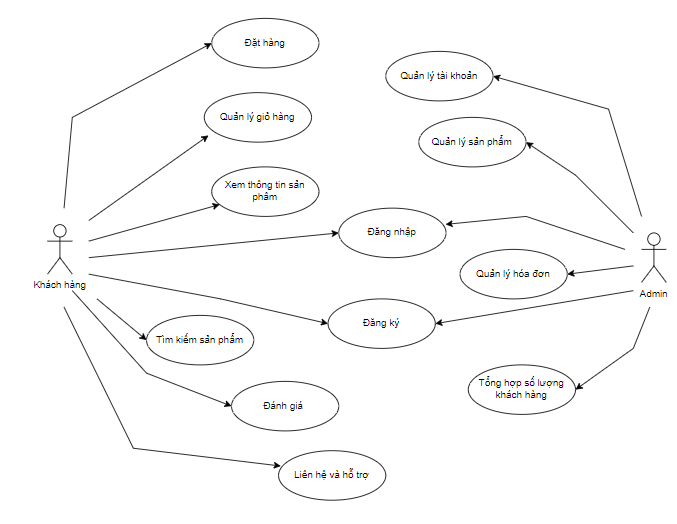 Đặt hàng
Quản lý tài khoản
Quản lý giỏ hàng
Quản lý sản phẩm
Xem thông tin sản
phẩm
Đăng nhập
Quản lý hóa đơn
Khách hàng
Admin
Đăng ký
Tìm kiếm sản phẩm
Tổng hợp số lượng
khách hàng
Đánh giá
Liên hệ và hỗ trợ